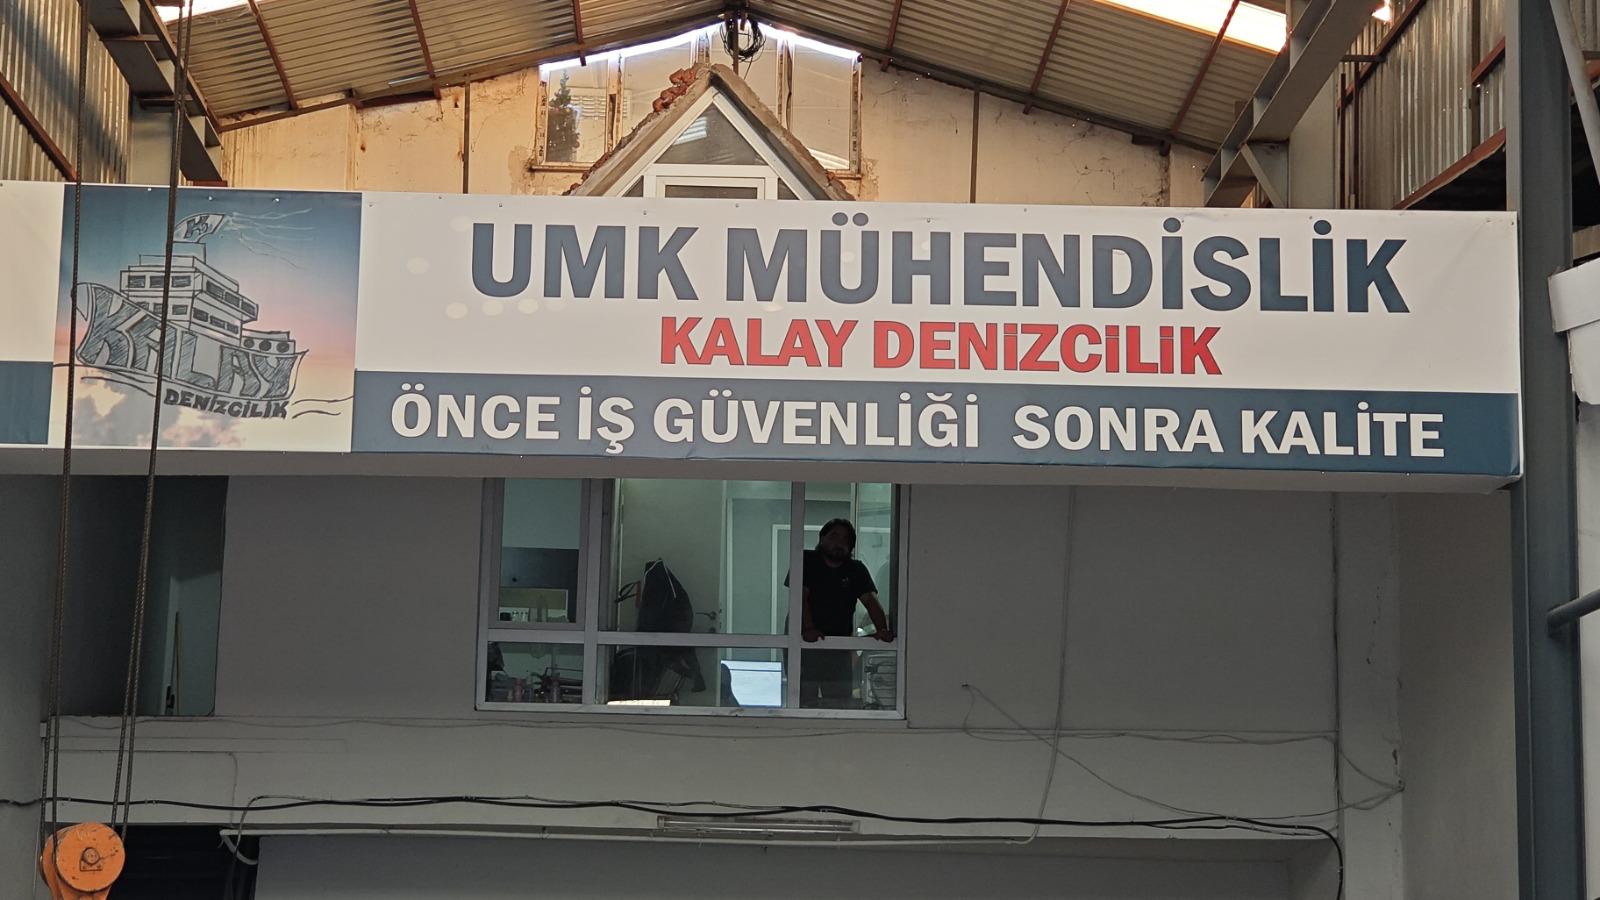 K
KALAY
DENİZCİLİK
UMK MÜHENDİSLİK
KALAY DENİZCİLİK
ÖNCE İŞ GÜVENLİĞİ SONRA KALİTE